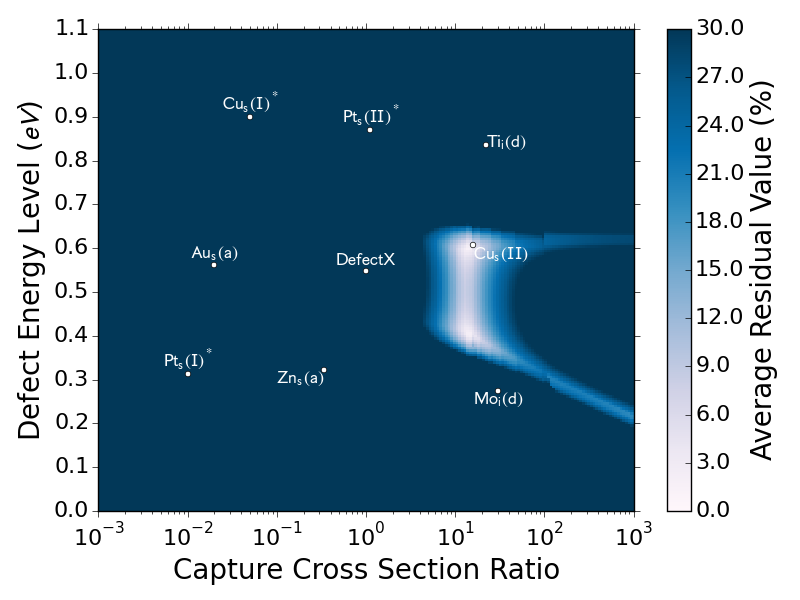 1.1
1.0
0.9
0.8
0.7
0.6
0.5
0.4
0.3
0.2
0.1
0.0
Defect Energy Level (eV)
10⁻³
10⁻²
10⁻¹
10⁰
10¹
10²
10³
Capture Cross Section Ratio
Cuₛ(I)*
Ptₛ(II)*
Tiᵢ(d)
Auₛ(a)
DefectX
Cuₛ(II)
Ptₛ(I)*
Znₛ(a)
Moᵢ(d)
30.0
27.0
24.0
21.0
18.0
15.0
12.0
9.0
6.0
3.0
0.0
Average Residual Value (%)